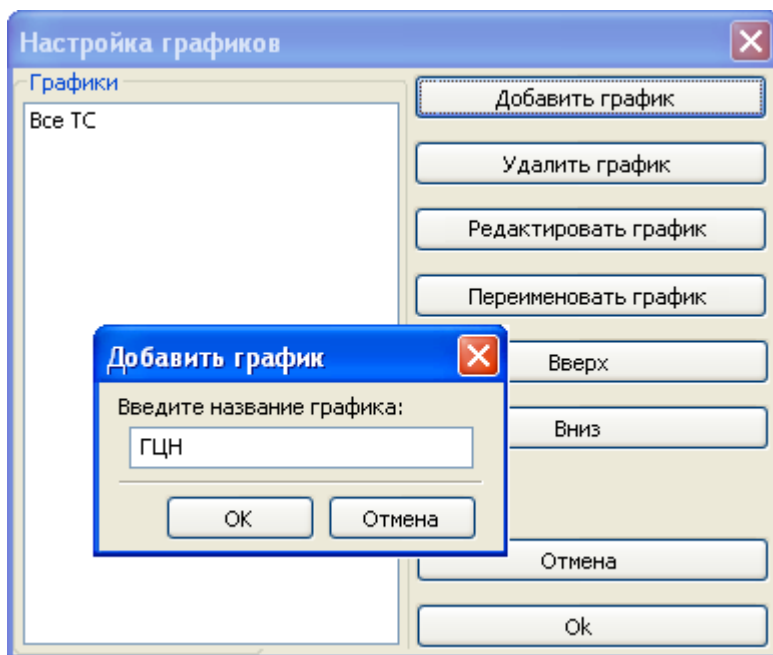 Настройка графиков
Графики
Все ТС
Добавить график
Удалить график
Редактировать график
Переименовать график
Вверх
Вниз
Отмена
Ok
Добавить график
Введите название графика:
ГЦН
OK
Отмена